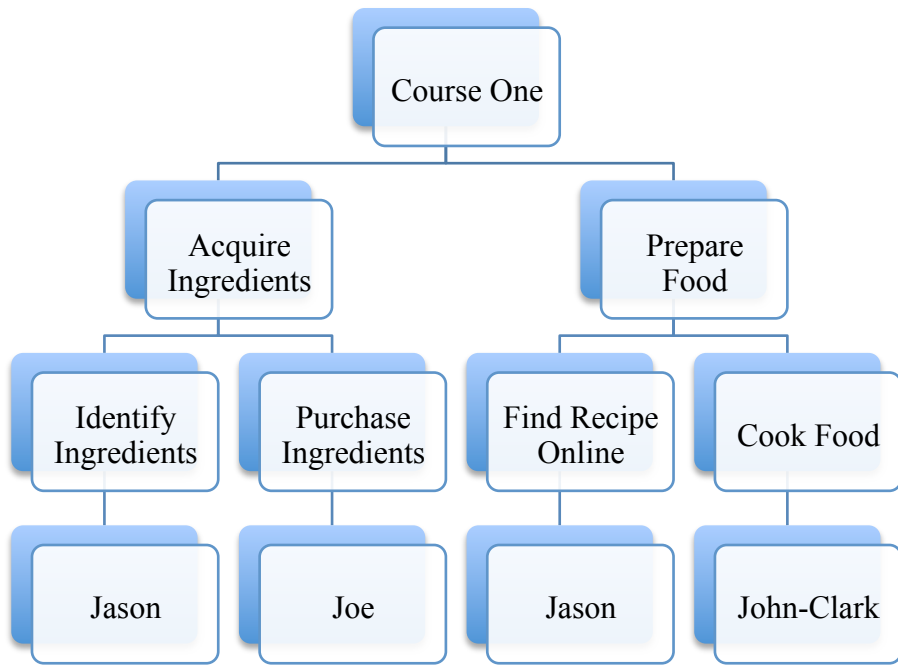 Course One
Acquire
Ingredients
Prepare
Food
Identify
Ingredients
Purchase
Ingredients
Find Recipe
Online
Cook Food
Jason
Joe
Jason
John-Clark